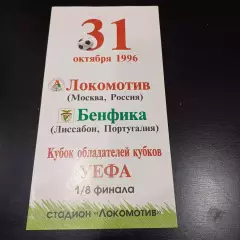 31
октября 1996
Локомотив
(Москва, Россия)
Бенфика
(Лиссабон, Португалия)
Кубок обладателей кубков
УЕФА
1/8 финала
СТАДИОН «ЛОКОМОТИВ»